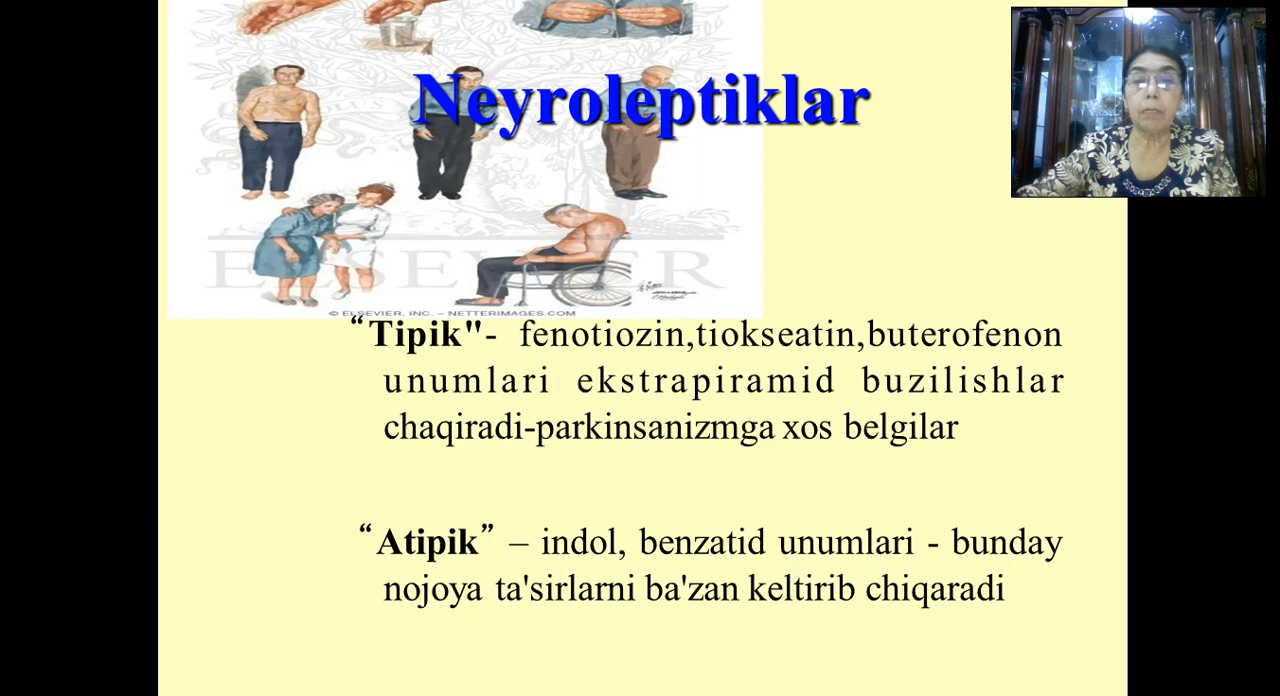 Neyroleptiklar
ELSEVIER
© ELSEVIER, INC. – NETTERIMAGES.COM
“Tipik"- fenotiozin,tiokseatin,buterofenon
unumlari ekstrapiramid buzilishlar
chaqiradi-parkinsanizmga xos belgilar
“Atipik” – indol, benzatid unumlari - bunday
nojoya ta'sirlarni ba'zan keltirib chiqaradi